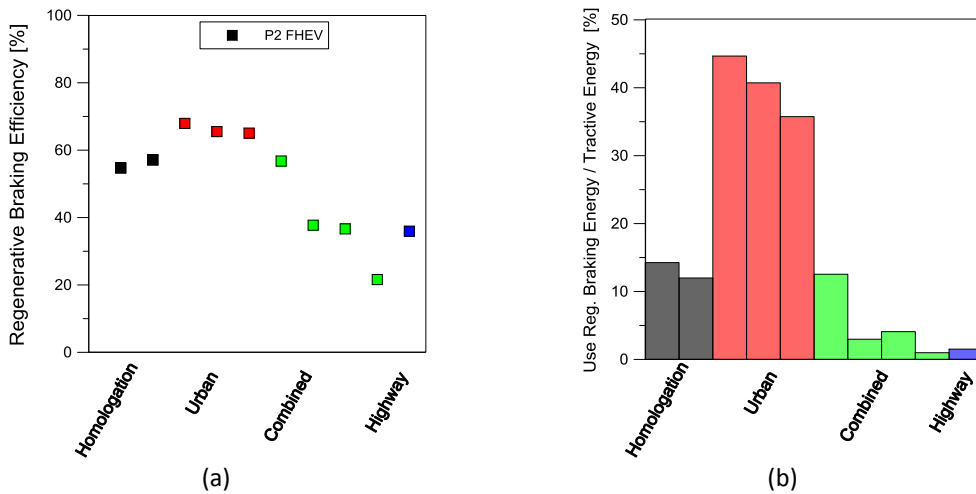 Regenerative Braking Efficiency [%]
100
80
60
40
20
0
P2 FHEV
Homologation
Urban
Combined
Highway
(a)
Use Reg. Braking Energy / Tractive Energy [%]
50
40
30
20
10
0
Homologation
Urban
Combined
Highway
(b)